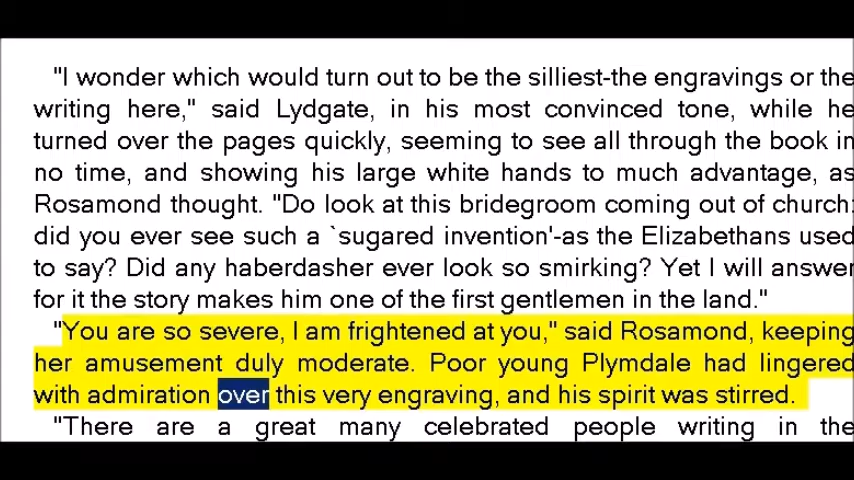 "I wonder which would turn out to be the silliest-the engravings or the
writing here," said Lydgate, in his most convinced tone, while he
turned over the pages quickly, seeming to see all through the book in
no time, and showing his large white hands to much advantage, as
Rosamond thought. "Do look at this bridegroom coming out of church:
did you ever see such a `sugared invention'-as the Elizabethans used
to say? Did any haberdasher ever look so smirking? Yet I will answer
for it the story makes him one of the first gentlemen in the land."
"You are so severe, I am frightened at you," said Rosamond, keeping
her amusement duly moderate. Poor young Plymdale had lingered
with admiration over this very engraving, and his spirit was stirred.
"There are a great many celebrated people writing in the